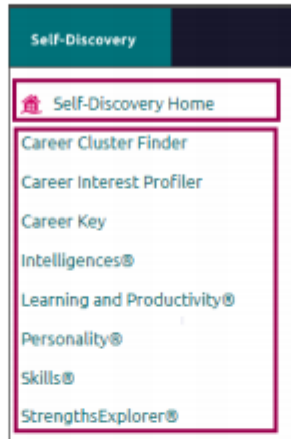 Self-Discovery
Self-Discovery Home
Career Cluster Finder
Career Interest Profiler
Career Key
Intelligences®
Learning and Productivity®
Personality®
Skills®
StrengthsExplorer®